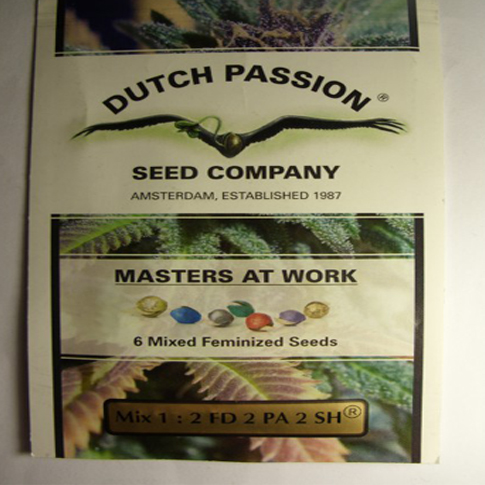 DUTCH PASSION ®
SEED COMPANY
AMSTERDAM, ESTABLISHED 1987
MASTERS AT WORK
6 Mixed Feminized Seeds
Mix 1 : 2 FD 2 PA 2 SH®